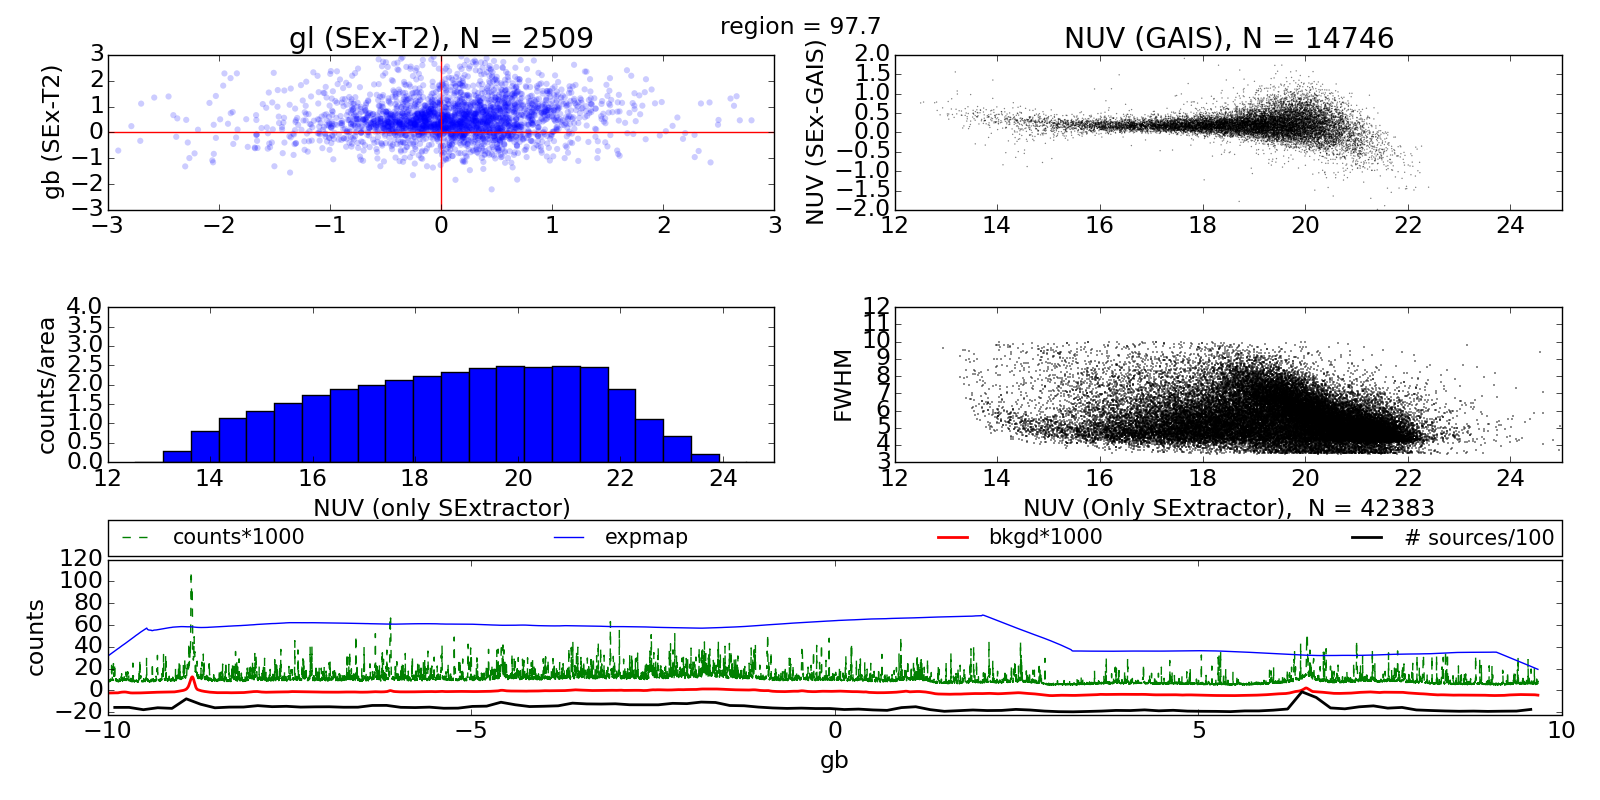 region = 97.7
gl (SEx-T2), N = 2509
gb (SEx-T2)
3
2
1
0
−1
−2
−3
−3 −2 −1 0 1 2 3
NUV (GAIS), N = 14746
NUV (SEx-GAIS)
2.0
1.5
1.0
0.5
0.0
−0.5
−1.0
−1.5
−2.0
12 14 16 18 20 22 24
counts/area
4.0
3.5
3.0
2.5
2.0
1.5
1.0
0.5
0.0
12 14 16 18 20 22 24
NUV (only SExtractor)
FWHM
12
11
10
9
8
7
6
5
4
3
12 14 16 18 20 22 24
NUV (Only SExtractor), N = 42383
counts*1000 expmap bkgd*1000 # sources/100
counts
120
100
80
60
40
20
0
−20
−10 −5 0 5 10
gb